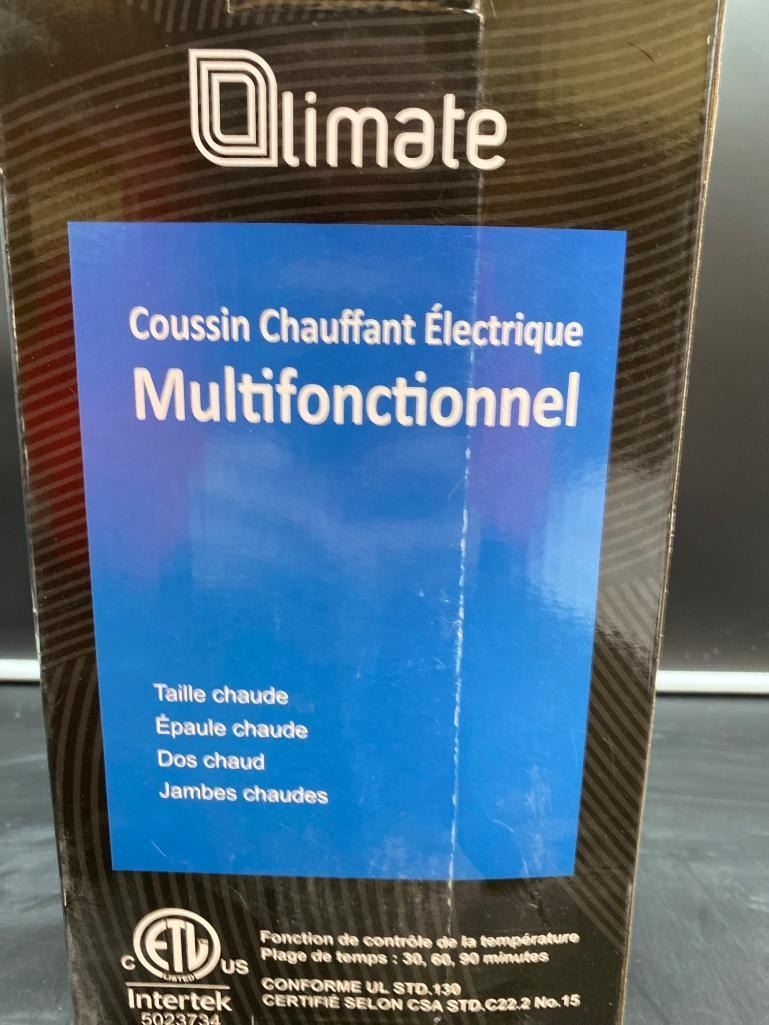 Olimate
Coussin Chauffant Électrique
Multifonctionnel
Taille chaude
Épaule chaude
Dos chaud
Jambes chaudes
Fonction de contrôle de la température
Plage de temps : 30, 60, 90 minutes
CONFORME UL STD.130
CERTIFIÉ SELON CSA STD.C22.2 No.15
C ETL US
LISTED
Intertek
5023734